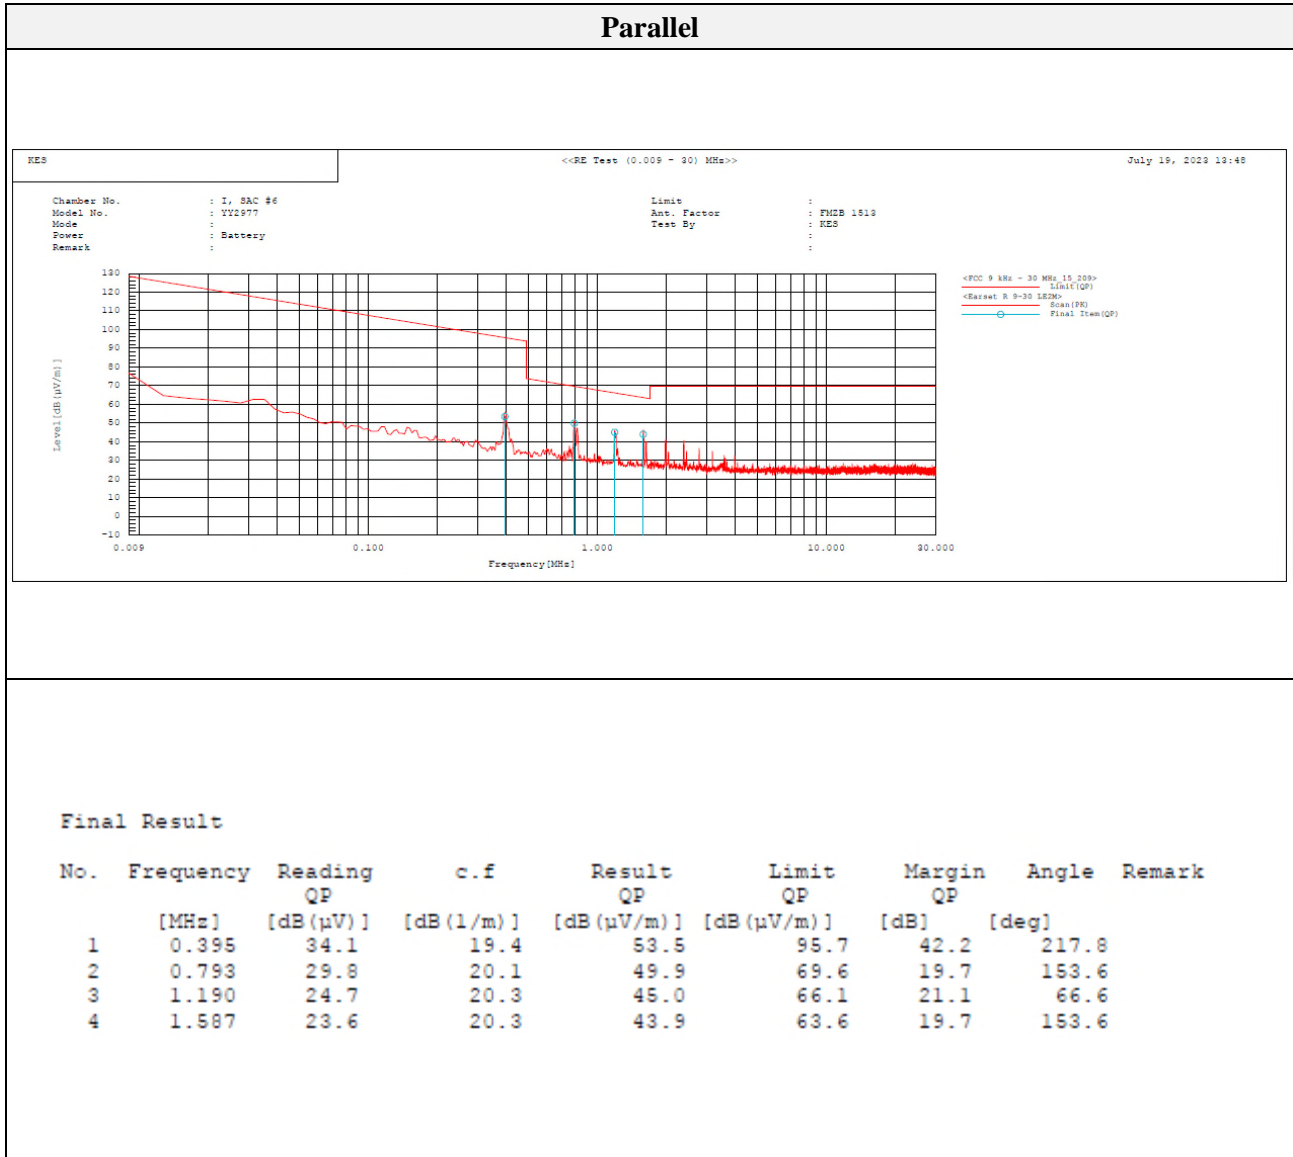 Parallel
KES <<RE Test (0.009 - 30) MHz>> July 19, 2023 13:48
Chamber No. : I, SAC #6 Limit :
Model No. : YY2977 Ant. Factor : FMZB 1513
Mode : Test By : KES
Power : Battery :
Remark : :
<FCC 9 kHz - 30 MHz_15_209>
Limit(QP)
<Earset R 9-30 LE2M>
Scan(PK)
Final Item(QP)
Level[dB(µV/m)]
130
120
110
100
90
80
70
60
50
40
30
20
10
0
-10
0.009 0.100 1.000 10.000 30.000
Frequency[MHz]
Final Result
No. Frequency Reading c.f Result Limit Margin Angle Remark
QP QP QP QP
[MHz] [dB(µV)] [dB(1/m)] [dB(µV/m)] [dB(µV/m)] [dB] [deg]
1 0.395 34.1 19.4 53.5 95.7 42.2 217.8
2 0.793 29.8 20.1 49.9 69.6 19.7 153.6
3 1.190 24.7 20.3 45.0 66.1 21.1 66.6
4 1.587 23.6 20.3 43.9 63.6 19.7 153.6